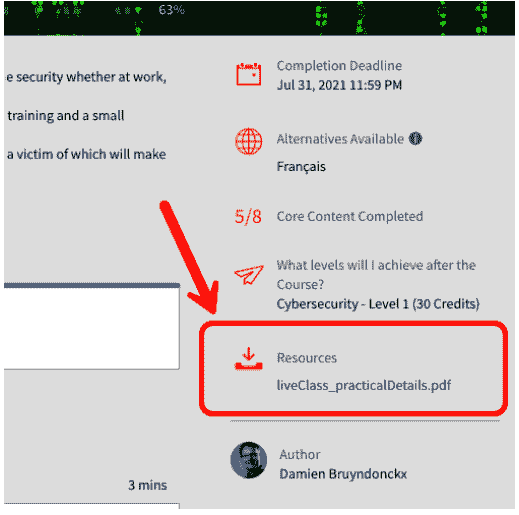 63%
e security whether at work,
training and a small
a victim of which will make
3 mins
Completion Deadline
Jul 31, 2021 11:59 PM
Alternatives Available
Français
5/8 Core Content Completed
What levels will I achieve after the
Course?
Cybersecurity - Level 1 (30 Credits)
Resources
liveClass_practicalDetails.pdf
Author
Damien Bruyndonckx